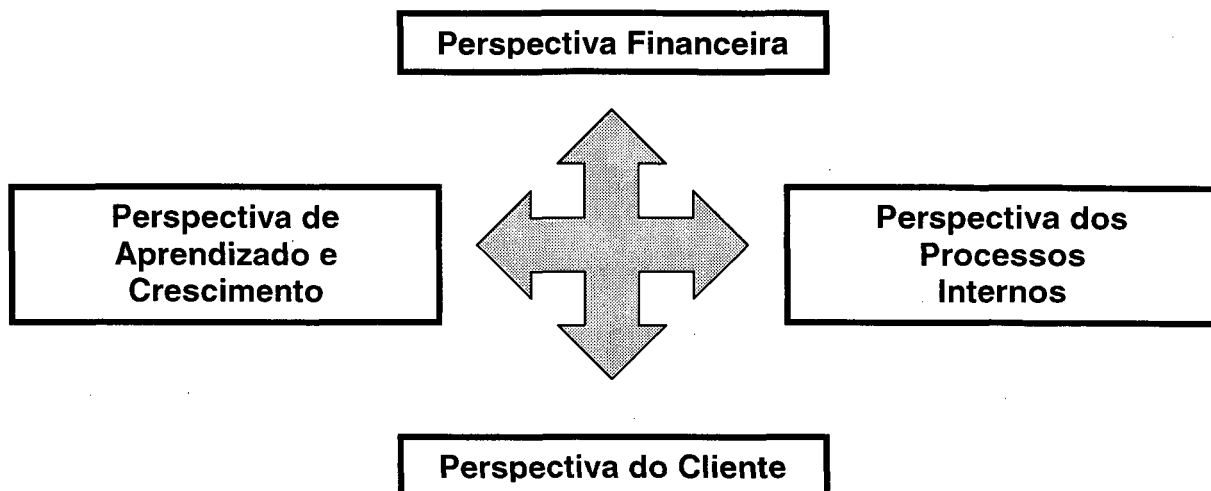 Perspectiva Financeira
Perspectiva de
Aprendizado e
Crescimento
Perspectiva dos
Processos
Internos
Perspectiva do Cliente